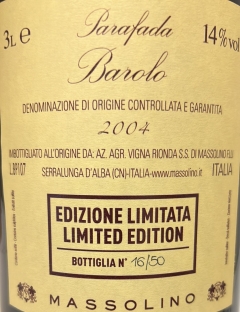 Parafada
3L e 14% vol
Barolo
DENOMINAZIONE DI ORIGINE CONTROLLATA E GARANTITA
2004
IMBOTTIGLIATO ALL'ORIGINE DA: AZ. AGR. VIGNA RIONDA S.S. DI MASSOLINO F.LLI
L.BR107 SERRALUNGA D'ALBA (CN)-ITALIA-www.massolino.it ITALIA
EDIZIONE LIMITATA
LIMITED EDITION
BOTTIGLIA N° 16/50
MASSOLINO